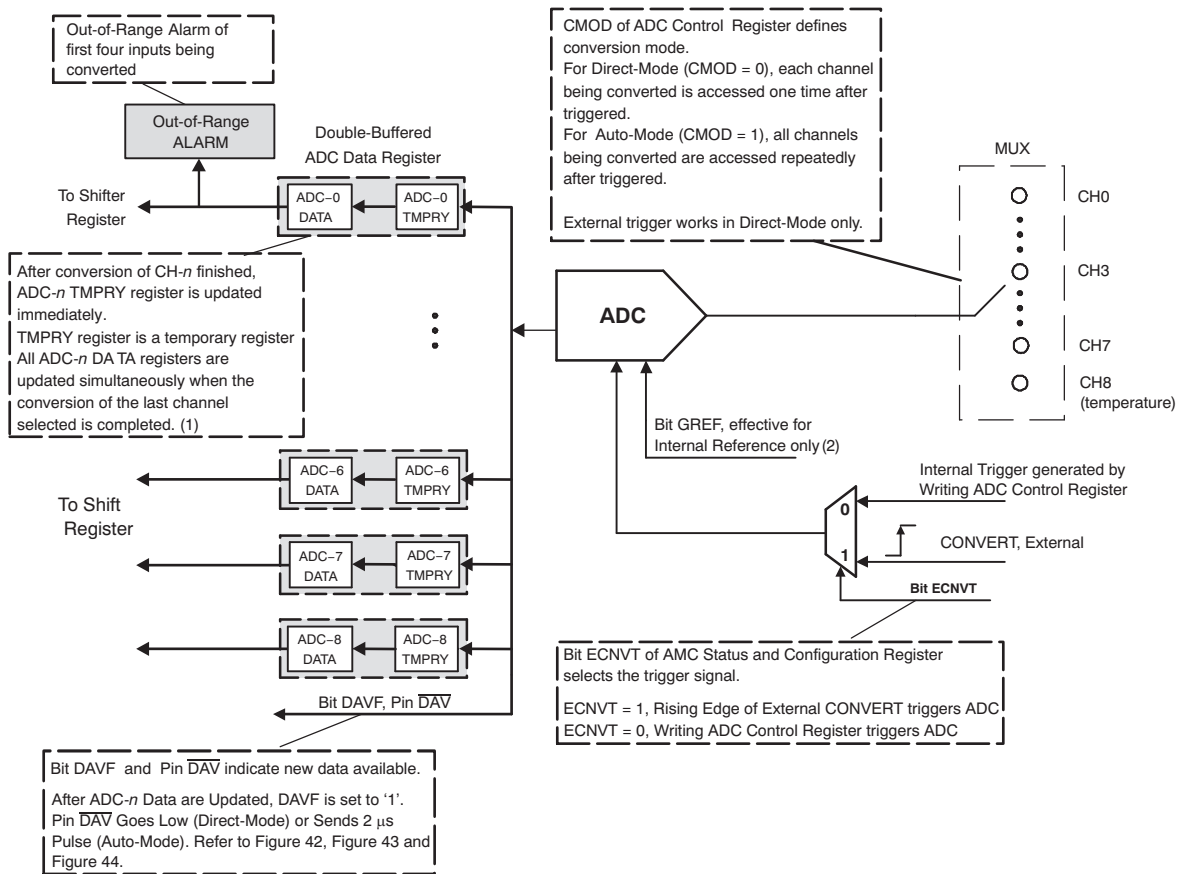 Out-of-Range Alarm of
first four inputs being
converted
Out-of-Range
ALARM
Double-Buffered
ADC Data Register
To Shifter
Register
ADC−0
DATA
ADC−0
TMPRY
CMOD of ADC Control Register defines
conversion mode.
For Direct-Mode (CMOD = 0), each channel
being converted is accessed one time after
triggered.
For Auto-Mode (CMOD = 1), all channels
being converted are accessed repeatedly
after triggered.
External trigger works in Direct-Mode only.
MUX
CH0
CH3
CH7
CH8
(temperature)
After conversion of CH-n finished,
ADC-n TMPRY register is updated
immediately.
TMPRY register is a temporary register
All ADC-n DA TA registers are
updated simultaneously when the
conversion of the last channel
selected is completed. (1)
ADC
Bit GREF, effective for
Internal Reference only(2)
To Shift
Register
ADC−6
DATA
ADC−6
TMPRY
ADC−7
DATA
ADC−7
TMPRY
ADC−8
DATA
ADC−8
TMPRY
Internal Trigger generated by
Writing ADC Control Register
0
1
CONVERT, External
Bit ECNVT
Bit ECNVT of AMC Status and Configuration Register
selects the trigger signal.
ECNVT = 1, Rising Edge of External CONVERT triggers ADC
ECNVT = 0, Writing ADC Control Register triggers ADC
Bit DAVF, Pin D̅A̅V̅
Bit DAVF and Pin D̅A̅V̅ indicate new data available.
After ADC-n Data are Updated, DAVF is set to ‘1’.
Pin D̅A̅V̅ Goes Low (Direct-Mode) or Sends 2 μs
Pulse (Auto-Mode). Refer to Figure 42, Figure 43 and
Figure 44.